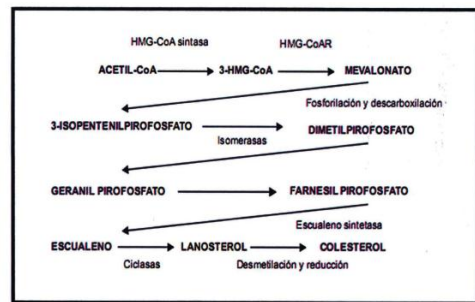 HMG-CoA sintasa HMG-CoAR
ACETIL-CoA 3-HMG-CoA MEVALONATO
Fosforilación y descarboxilación
3-ISOPENTENILPIROFOSFATO DIMETILPIROFOSFATO
Isomerasas
GERANIL PIROFOSFATO FARNESIL PIROFOSFATO
Escualeno sintetasa
ESCUALENO LANOSTEROL COLESTEROL
Ciclasas Desmetilación y reducción